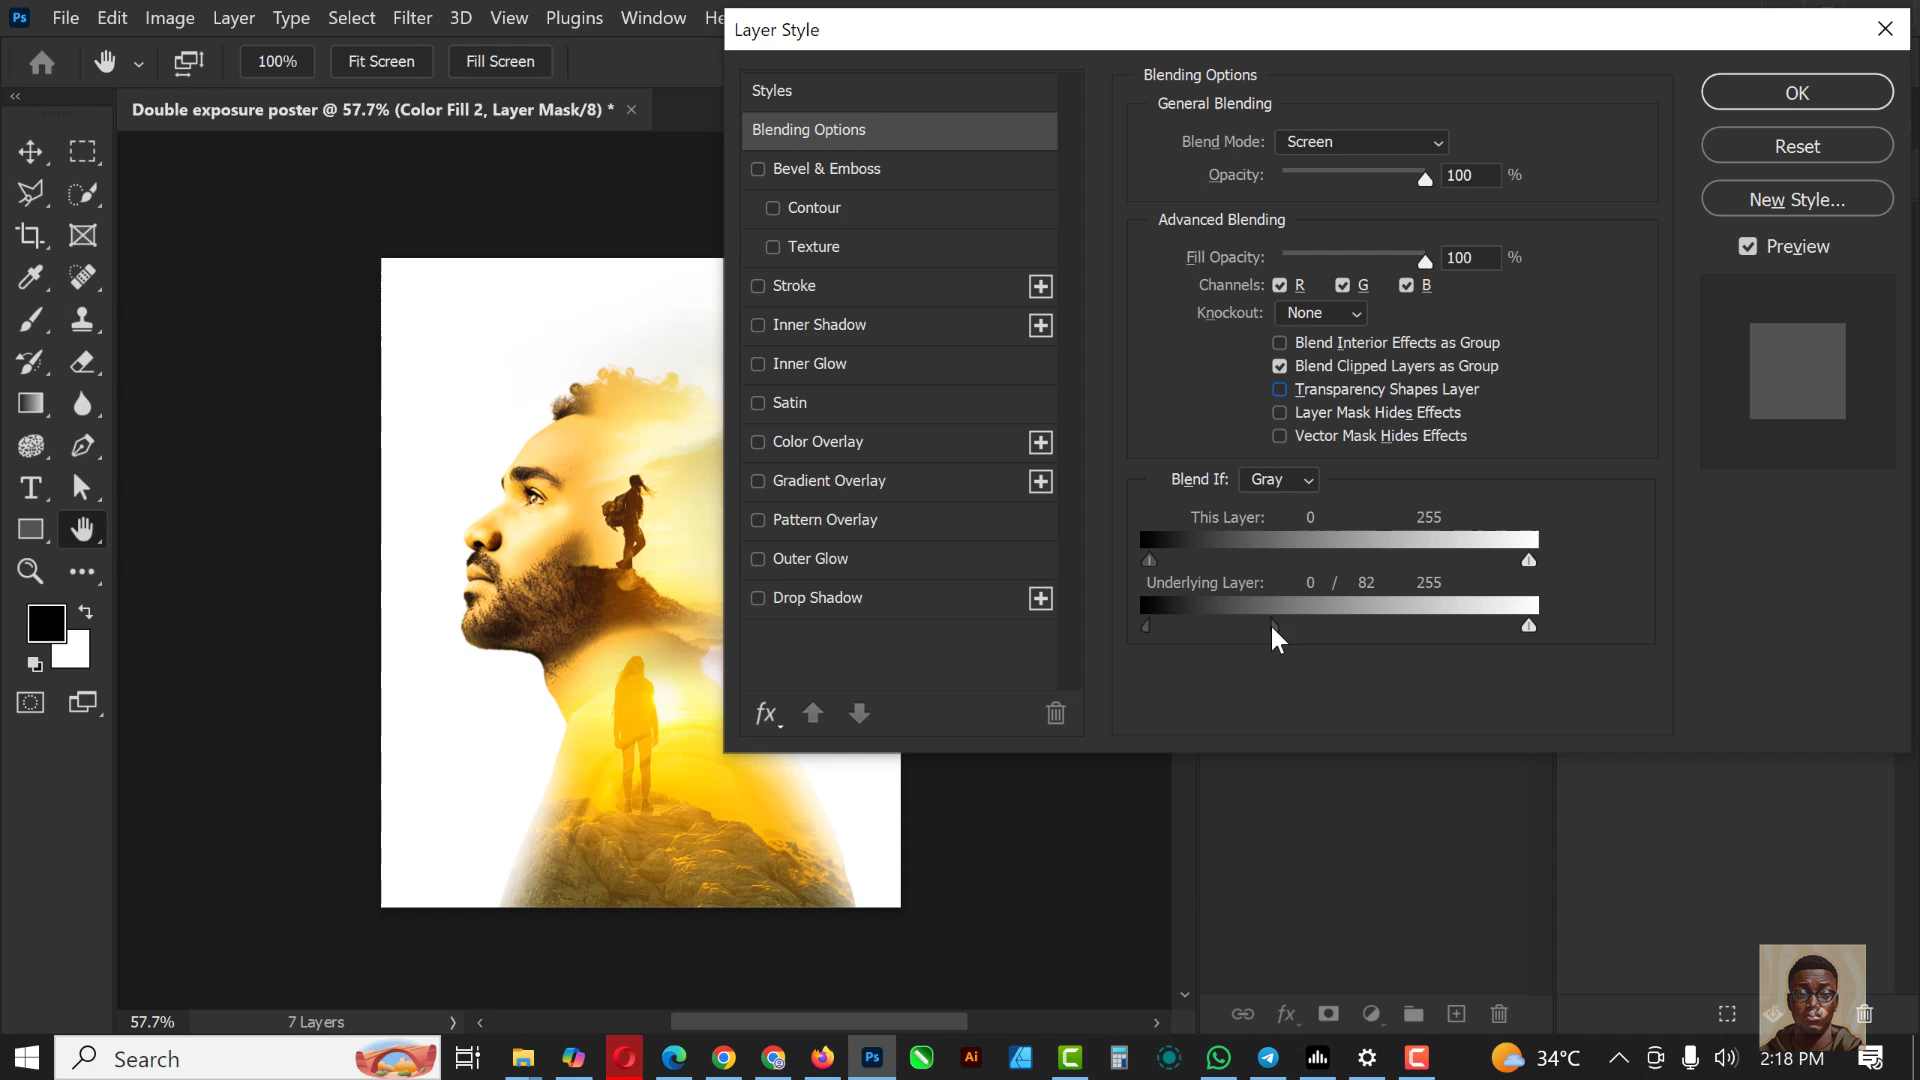 Ps File Edit Image Layer Type Select Filter 3D View Plugins Window He
100% Fit Screen Fill Screen
Double exposure poster @ 57.7% (Color Fill 2, Layer Mask/8) *
57.7% 7 Layers
Layer Style
Styles
Blending Options
Bevel & Emboss
Contour
Texture
Stroke
Inner Shadow
Inner Glow
Satin
Color Overlay
Gradient Overlay
Pattern Overlay
Outer Glow
Drop Shadow
fx
Blending Options
General Blending
Blend Mode: Screen
Opacity: 100 %
Advanced Blending
Fill Opacity: 100 %
Channels: R G B
Knockout: None
Blend Interior Effects as Group
Blend Clipped Layers as Group
Transparency Shapes Layer
Layer Mask Hides Effects
Vector Mask Hides Effects
Blend If: Gray
This Layer: 0 255
Underlying Layer: 0 / 82 255
OK
Reset
New Style...
Preview
fx
Search
Ps Ai
34°C 2:18 PM